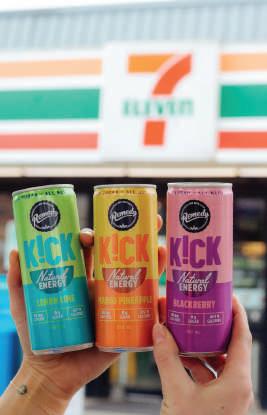 7
ELEVEN
Remedy
K!CK
Natural
ENERGY
LEMON LIME
Remedy
K!CK
Natural
ENERGY
MANGO PINEAPPLE
Remedy
K!CK
Natural
ENERGY
BLACKBERRY